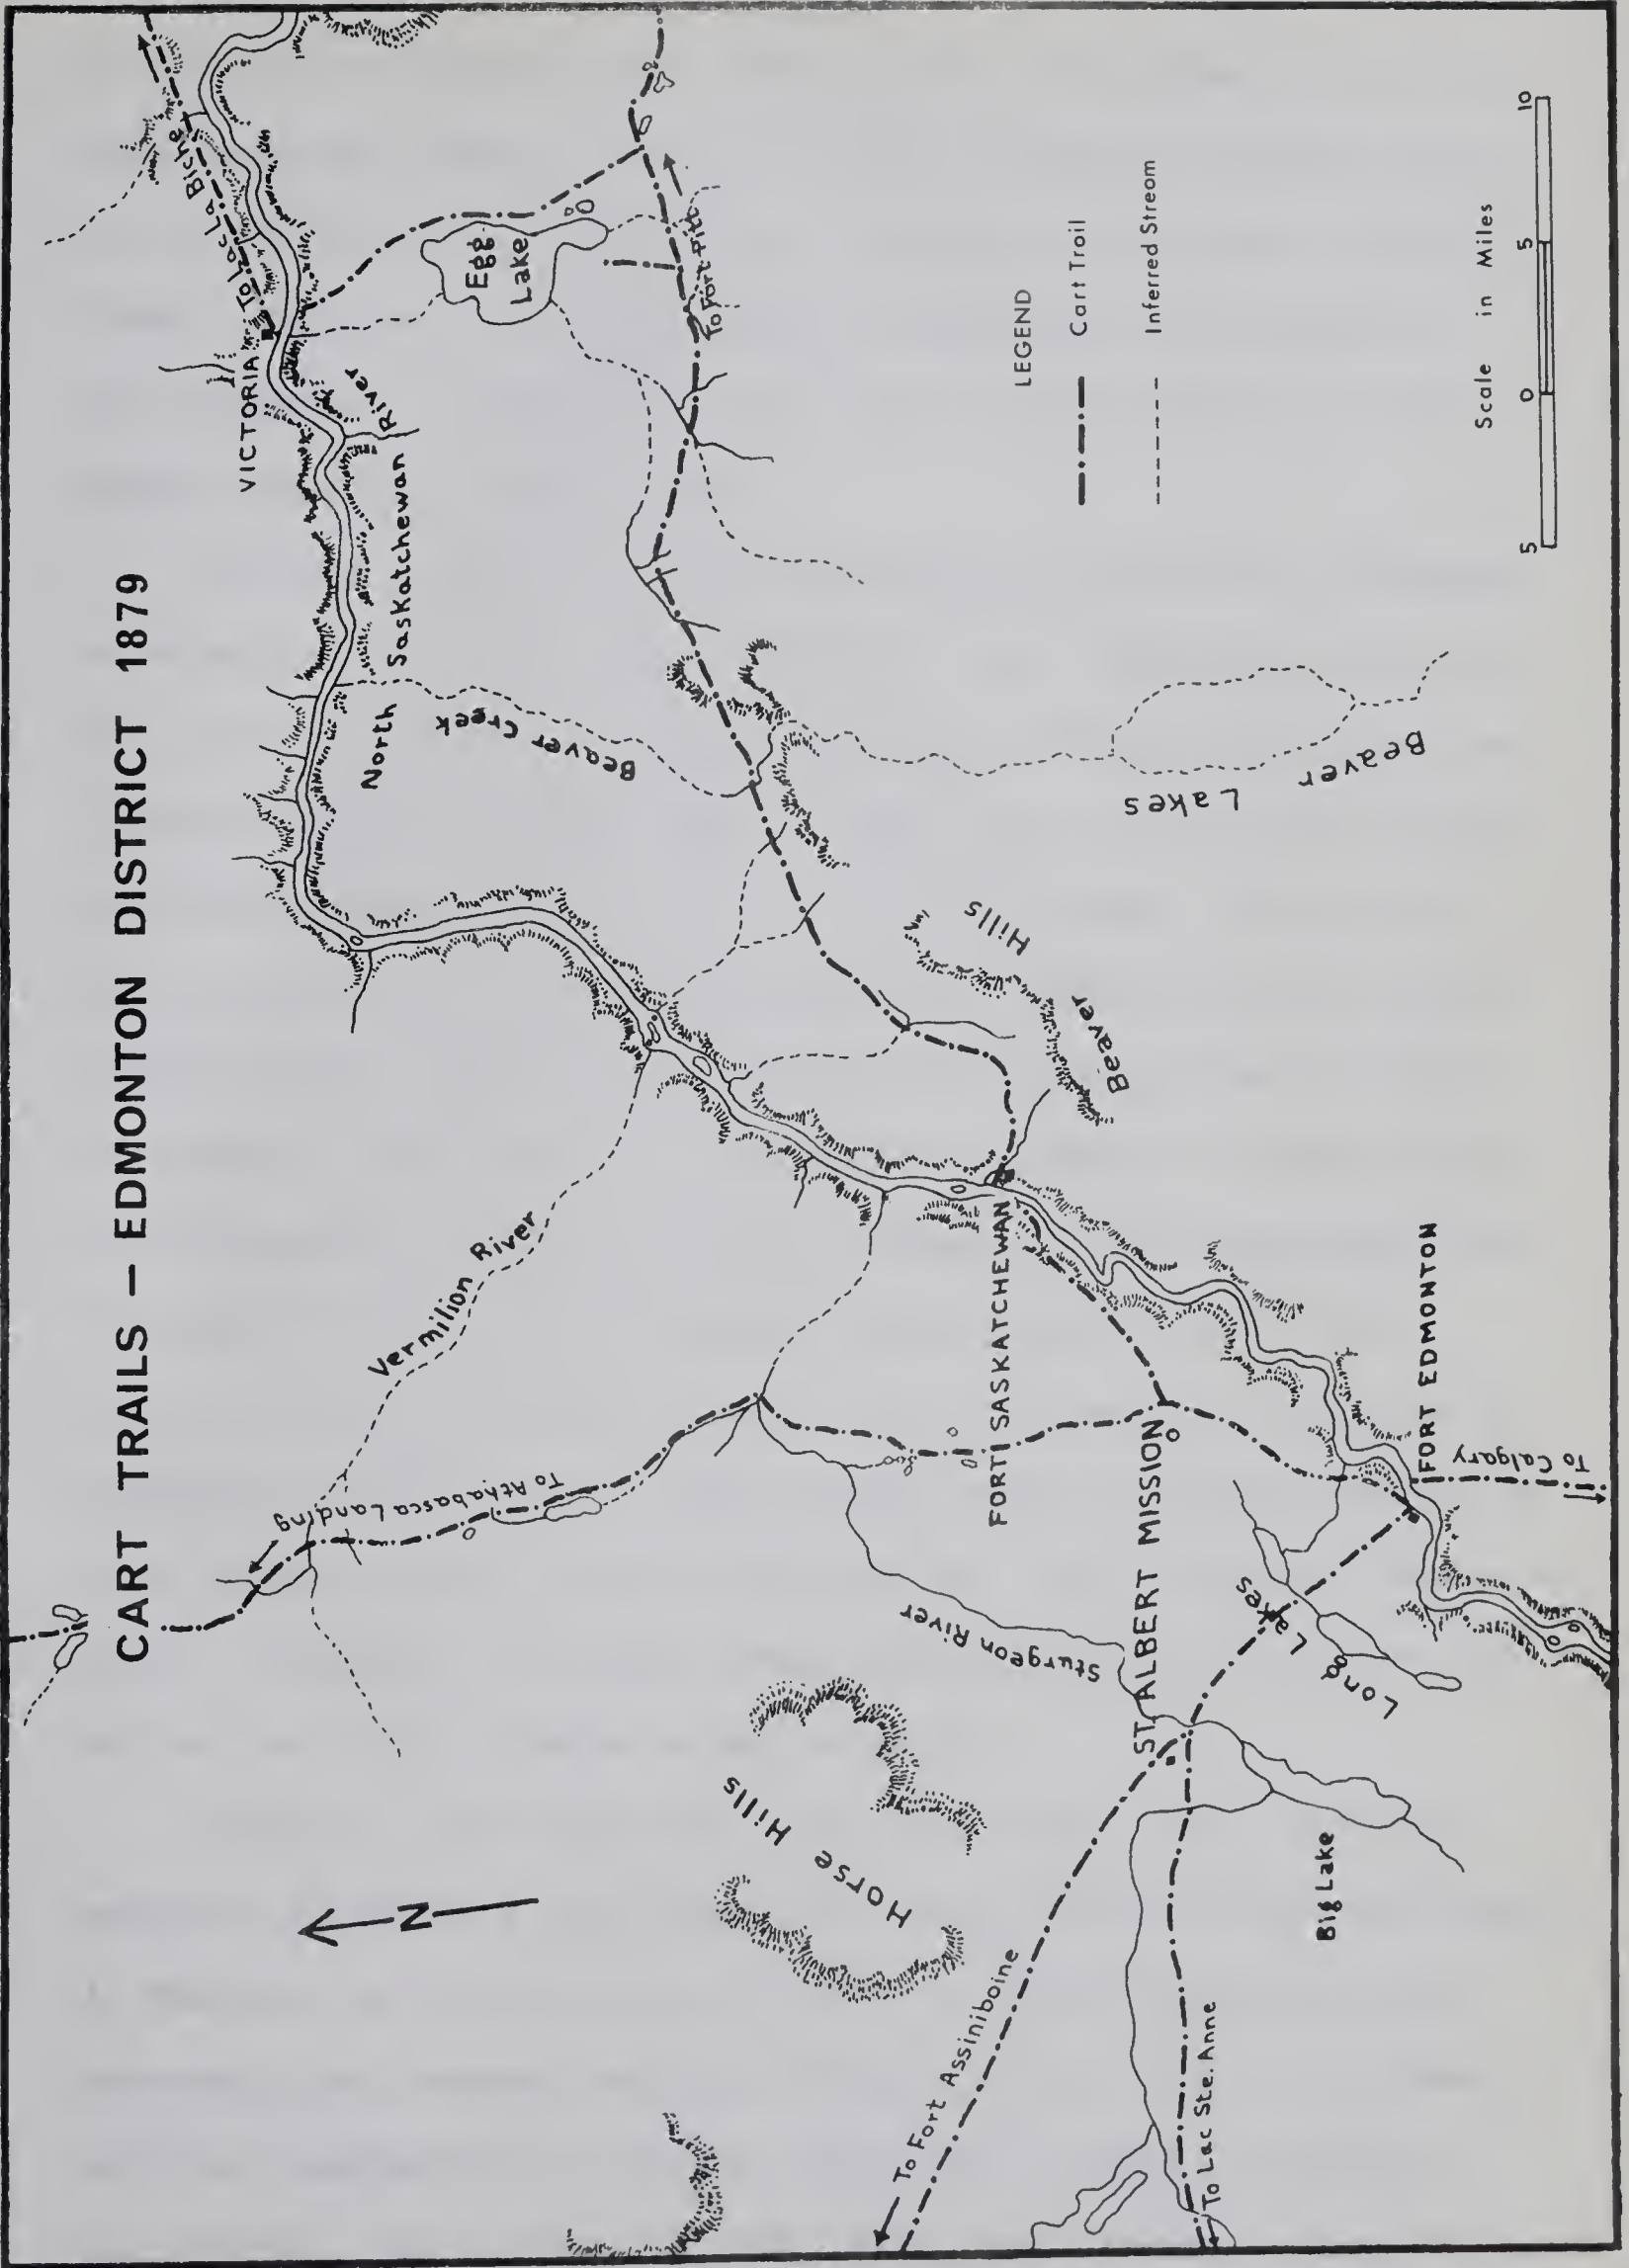 CART TRAILS — EDMONTON DISTRICT 1879
N
To Athabasca Landing
Vermilion River
VICTORIA
To Lac La Biche
North Saskatchewan River
Beaver Creek
Egg
Lake
To Fort Pitt
Horse Hills
Sturgeon River
FORT SASKATCHEWAN
Beaver Hills
Beaver Lakes
To Fort Assiniboine
To Lac Ste. Anne
ST ALBERT MISSION
Big Lake
Long Lakes
FORT EDMONTON
To Calgary
LEGEND
Cart Trail
Inferred Stream
Scale in Miles
5 0 5 10